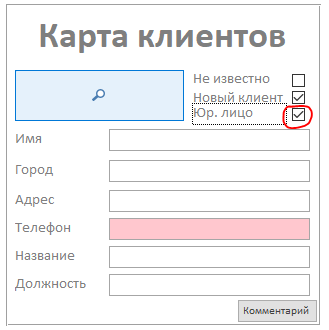 Карта клиентов
Не известно
Новый клиент
Юр. лицо
Имя
Город
Адрес
Телефон
Название
Должность
Комментарий